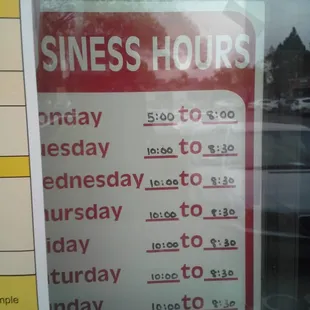 SINESS HOURS
onday 5:00 to 8:00
uesday 10:00 to 8:30
ednesday 10:00 to 8:30
hursday 10:00 to 8:30
iday 10:00 to 8:30
aturday 10:00 to 8:30
unday 10:00 to 8:30
mple